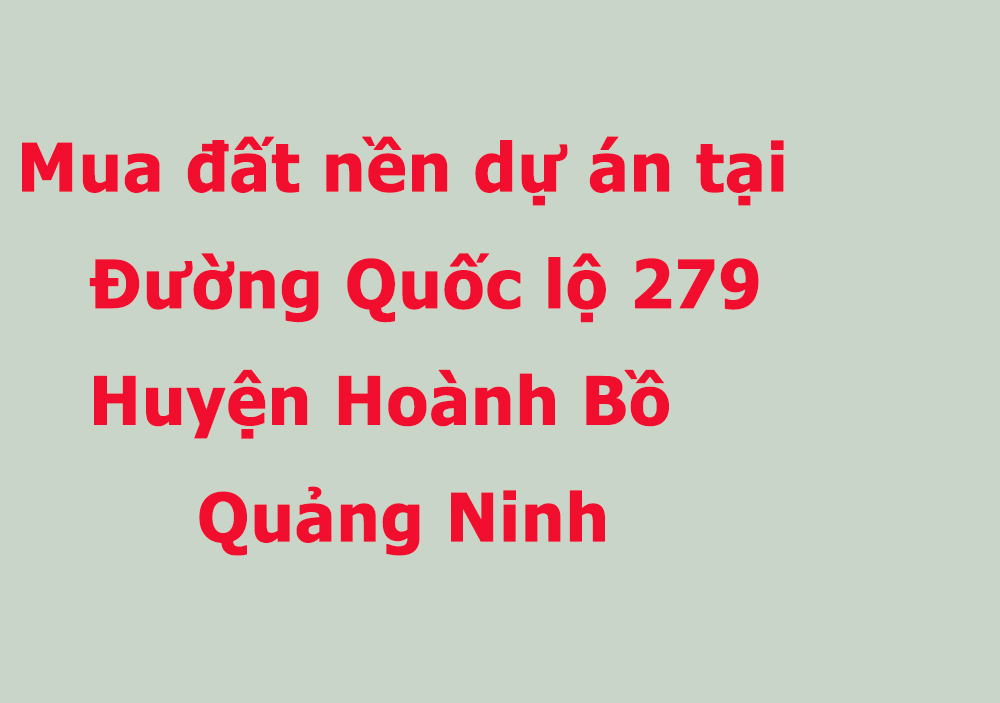 Mua đất nền dự án tại
Đường Quốc lộ 279
Huyện Hoành Bồ
Quảng Ninh